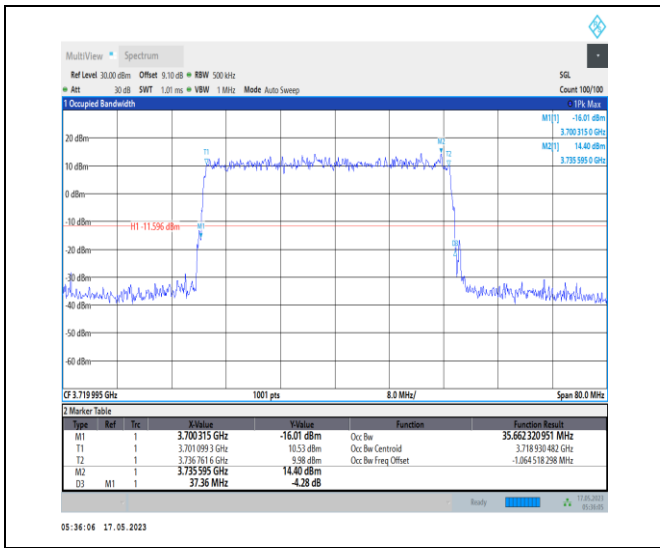 MultiView Spectrum
Ref Level 30.00 dBm Offset 9.10 dB RBW 500 kHz SGL
Att 30 dB SWT 1.01 ms VBW 1 MHz Mode Auto Sweep Count 100/100
1 Occupied Bandwidth 1Pk Max
M1[1] -16.01 dBm
3.700 315 0 GHz
M2[1] 14.40 dBm
3.735 595 0 GHz
M2
T1
T2
20 dBm
10 dBm
0 dBm
-10 dBm
H1 -11.596 dBm
M1
-20 dBm
D3
-30 dBm
-40 dBm
-50 dBm
-60 dBm
CF 3.719 995 GHz 1001 pts 8.0 MHz/ Span 80.0 MHz
2 Marker Table
Type Ref Trc X-Value Y-Value Function Function Result
M1 1 3.700 315 GHz -16.01 dBm Occ Bw 35.662 320 951 MHz
T1 1 3.701 099 3 GHz 10.53 dBm Occ Bw Centroid 3.718 930 482 GHz
T2 1 3.736 761 6 GHz 9.98 dBm Occ Bw Freq Offset -1.064 518 298 MHz
M2 1 3.735 595 GHz 14.40 dBm
D3 M1 1 37.36 MHz -4.28 dB
Ready 17.05.2023
05:36:05
05:36:06 17.05.2023